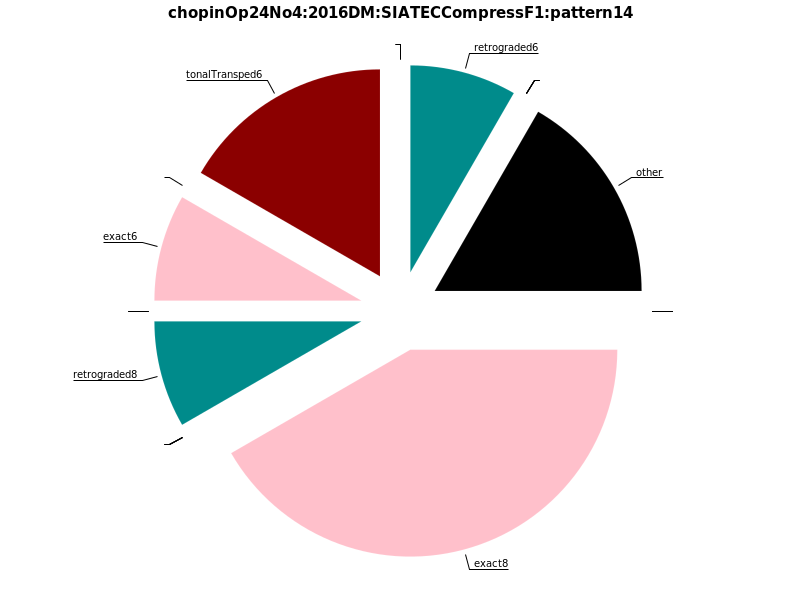 chopinOp24No4:2016DM:SIATECCompressF1:pattern14
retrograded6
tonalTransped6
other
exact6
retrograded8
exact8